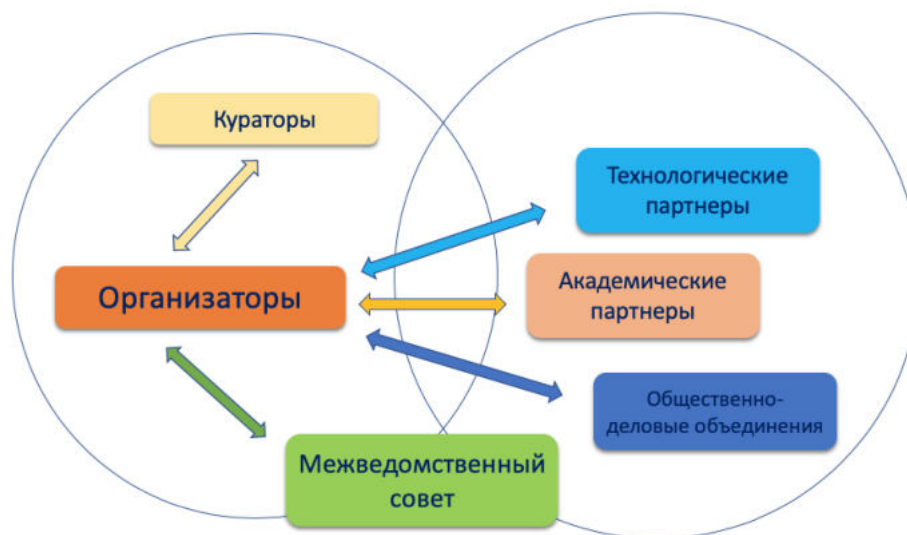 Кураторы
Технологические
партнеры
Организаторы
Академические
партнеры
Общественно-
деловые объединения
Межведомственный
совет